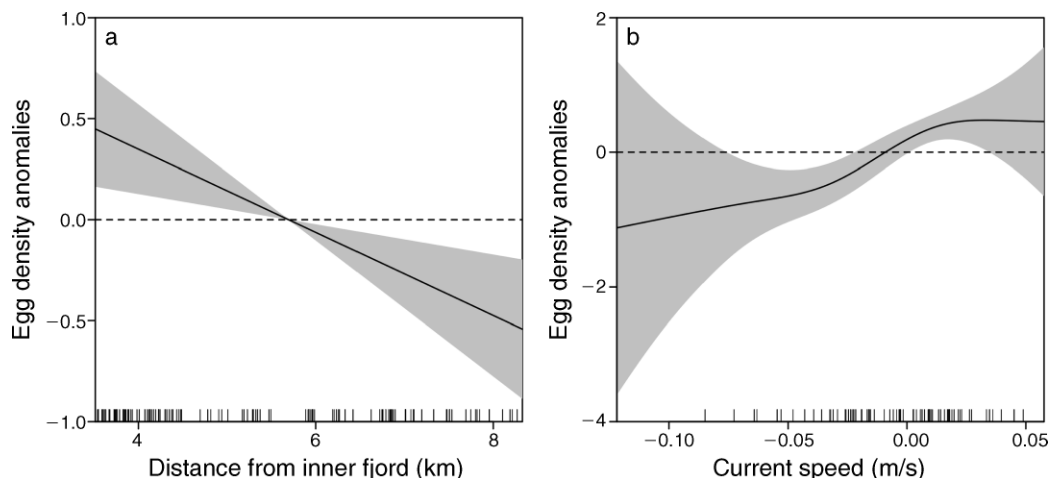 a
1.0
0.5
0.0
−0.5
−1.0
Egg density anomalies
4 6 8
Distance from inner fjord (km)
b
2
0
−2
−4
Egg density anomalies
−0.10 −0.05 0.00 0.05
Current speed (m/s)